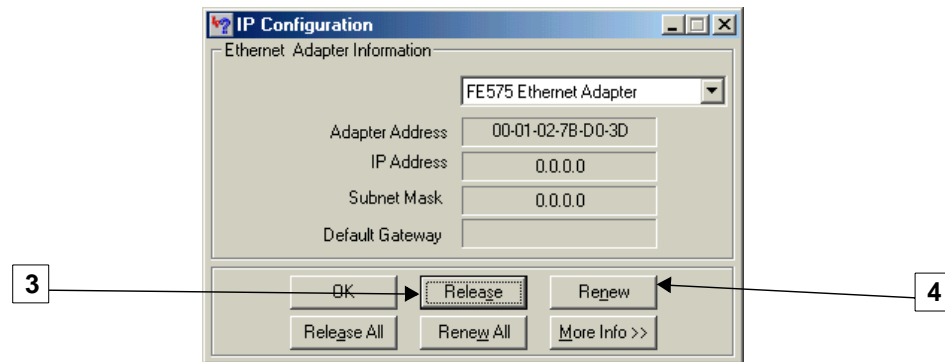 IP Configuration
Ethernet Adapter Information
FE575 Ethernet Adapter
Adapter Address 00-01-02-7B-D0-3D
IP Address 0.0.0.0
Subnet Mask 0.0.0.0
Default Gateway
3
OK Release Renew
4
Release All Renew All More Info >>